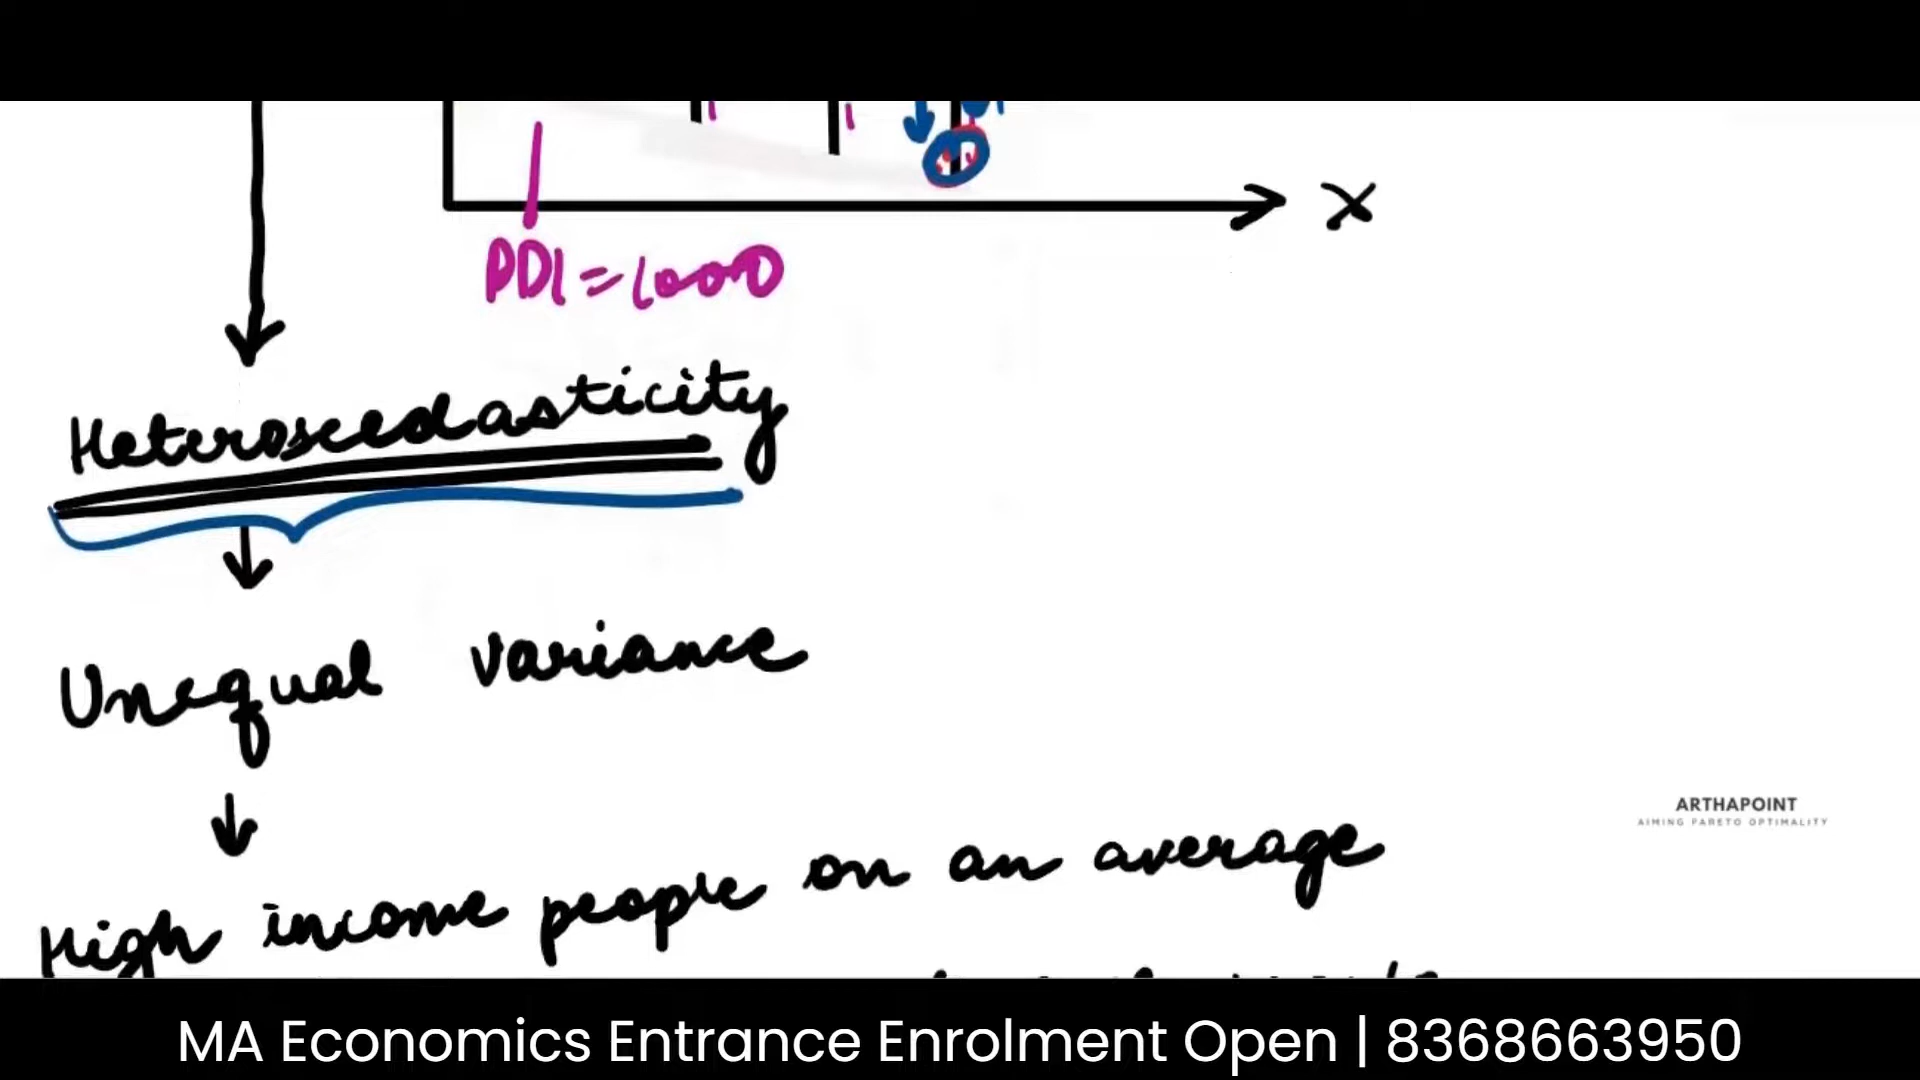 X
PDI = 1000
Heteroscedasticity
Unequal variance
ARTHAPOINT
AIMING PARETO OPTIMALITY
High income people on an average
MA Economics Entrance Enrolment Open | 8368663950